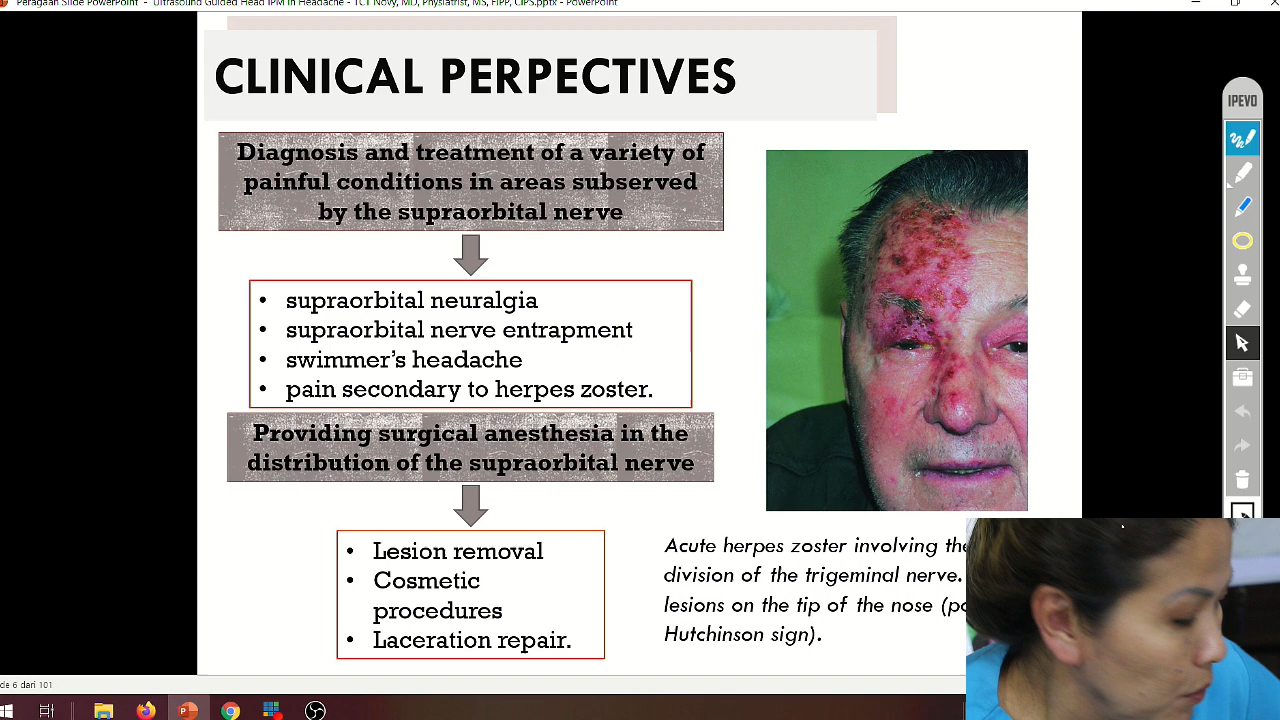 Peragaan Slide PowerPoint - Ultrasound Guided Head IPM in Headache - TCT Novy, MD, Physiatrist, MS, FIPP, CIPS.pptx - PowerPoint
CLINICAL PERPECTIVES
Diagnosis and treatment of a variety of
painful conditions in areas subserved
by the supraorbital nerve
• supraorbital neuralgia
• supraorbital nerve entrapment
• swimmer's headache
• pain secondary to herpes zoster.
Providing surgical anesthesia in the
distribution of the supraorbital nerve
• Lesion removal
• Cosmetic
procedures
• Laceration repair.
Acute herpes zoster involving the
division of the trigeminal nerve.
lesions on the tip of the nose (po
Hutchinson sign).
IPEVO
de 6 dari 101